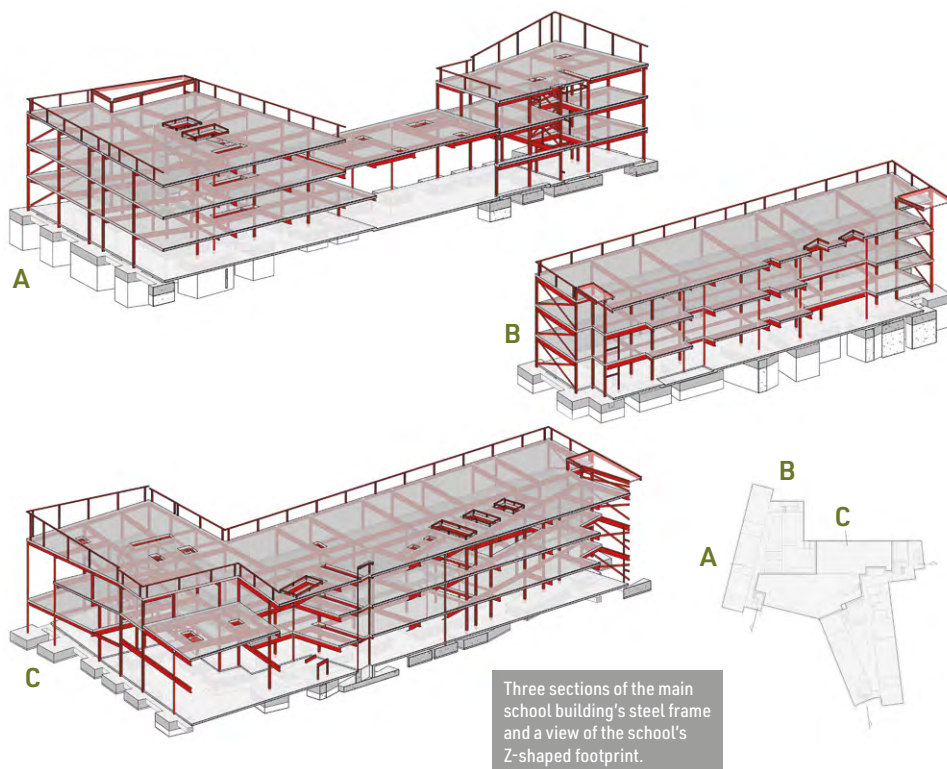 A
B
C
B
C
A
Three sections of the main
school building's steel frame
and a view of the school's
Z-shaped footprint.